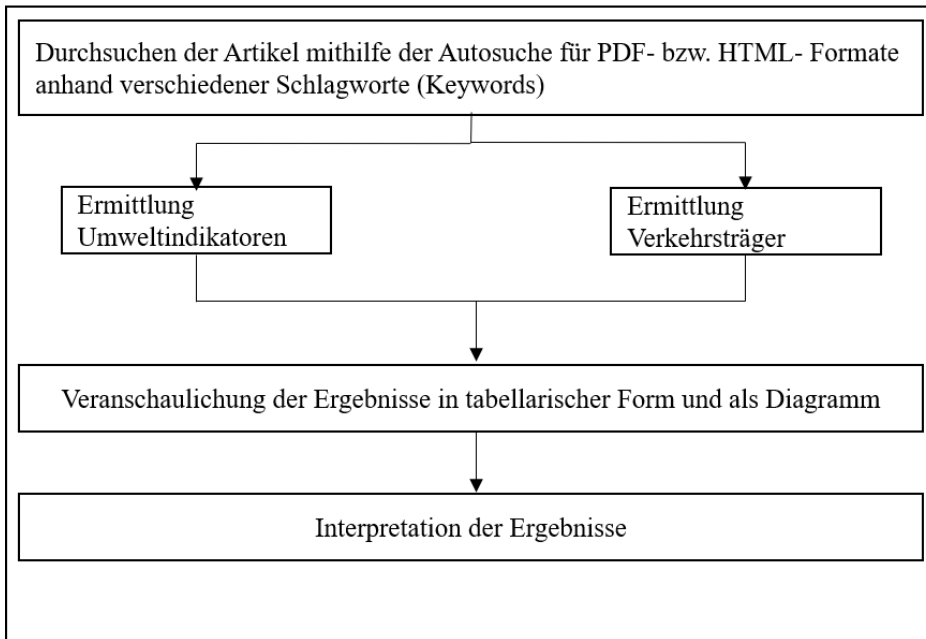 Durchsuchen der Artikel mithilfe der Autosuche für PDF- bzw. HTML- Formate
anhand verschiedener Schlagworte (Keywords)
Ermittlung
Umweltindikatoren
Ermittlung
Verkehrsträger
Veranschaulichung der Ergebnisse in tabellarischer Form und als Diagramm
Interpretation der Ergebnisse